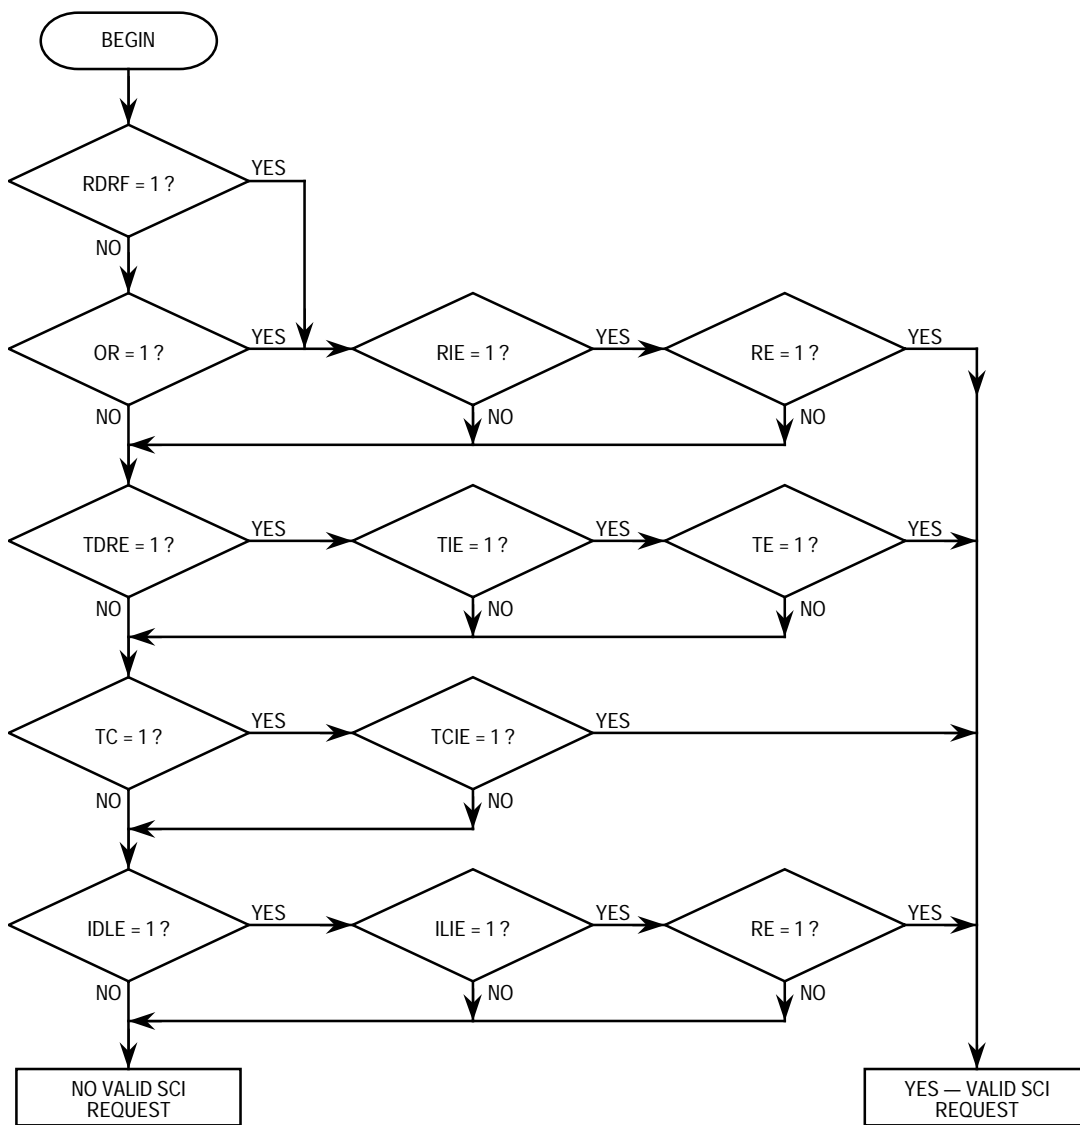 BEGIN
RDRF = 1 ?
YES
NO
OR = 1 ?
YES
RIE = 1 ?
YES
RE = 1 ?
YES
NO
NO
NO
TDRE = 1 ?
YES
TIE = 1 ?
YES
TE = 1 ?
YES
NO
NO
NO
TC = 1 ?
YES
TCIE = 1 ?
YES
NO
NO
IDLE = 1 ?
YES
ILIE = 1 ?
YES
RE = 1 ?
YES
NO
NO
NO
NO VALID SCI
REQUEST
YES — VALID SCI
REQUEST